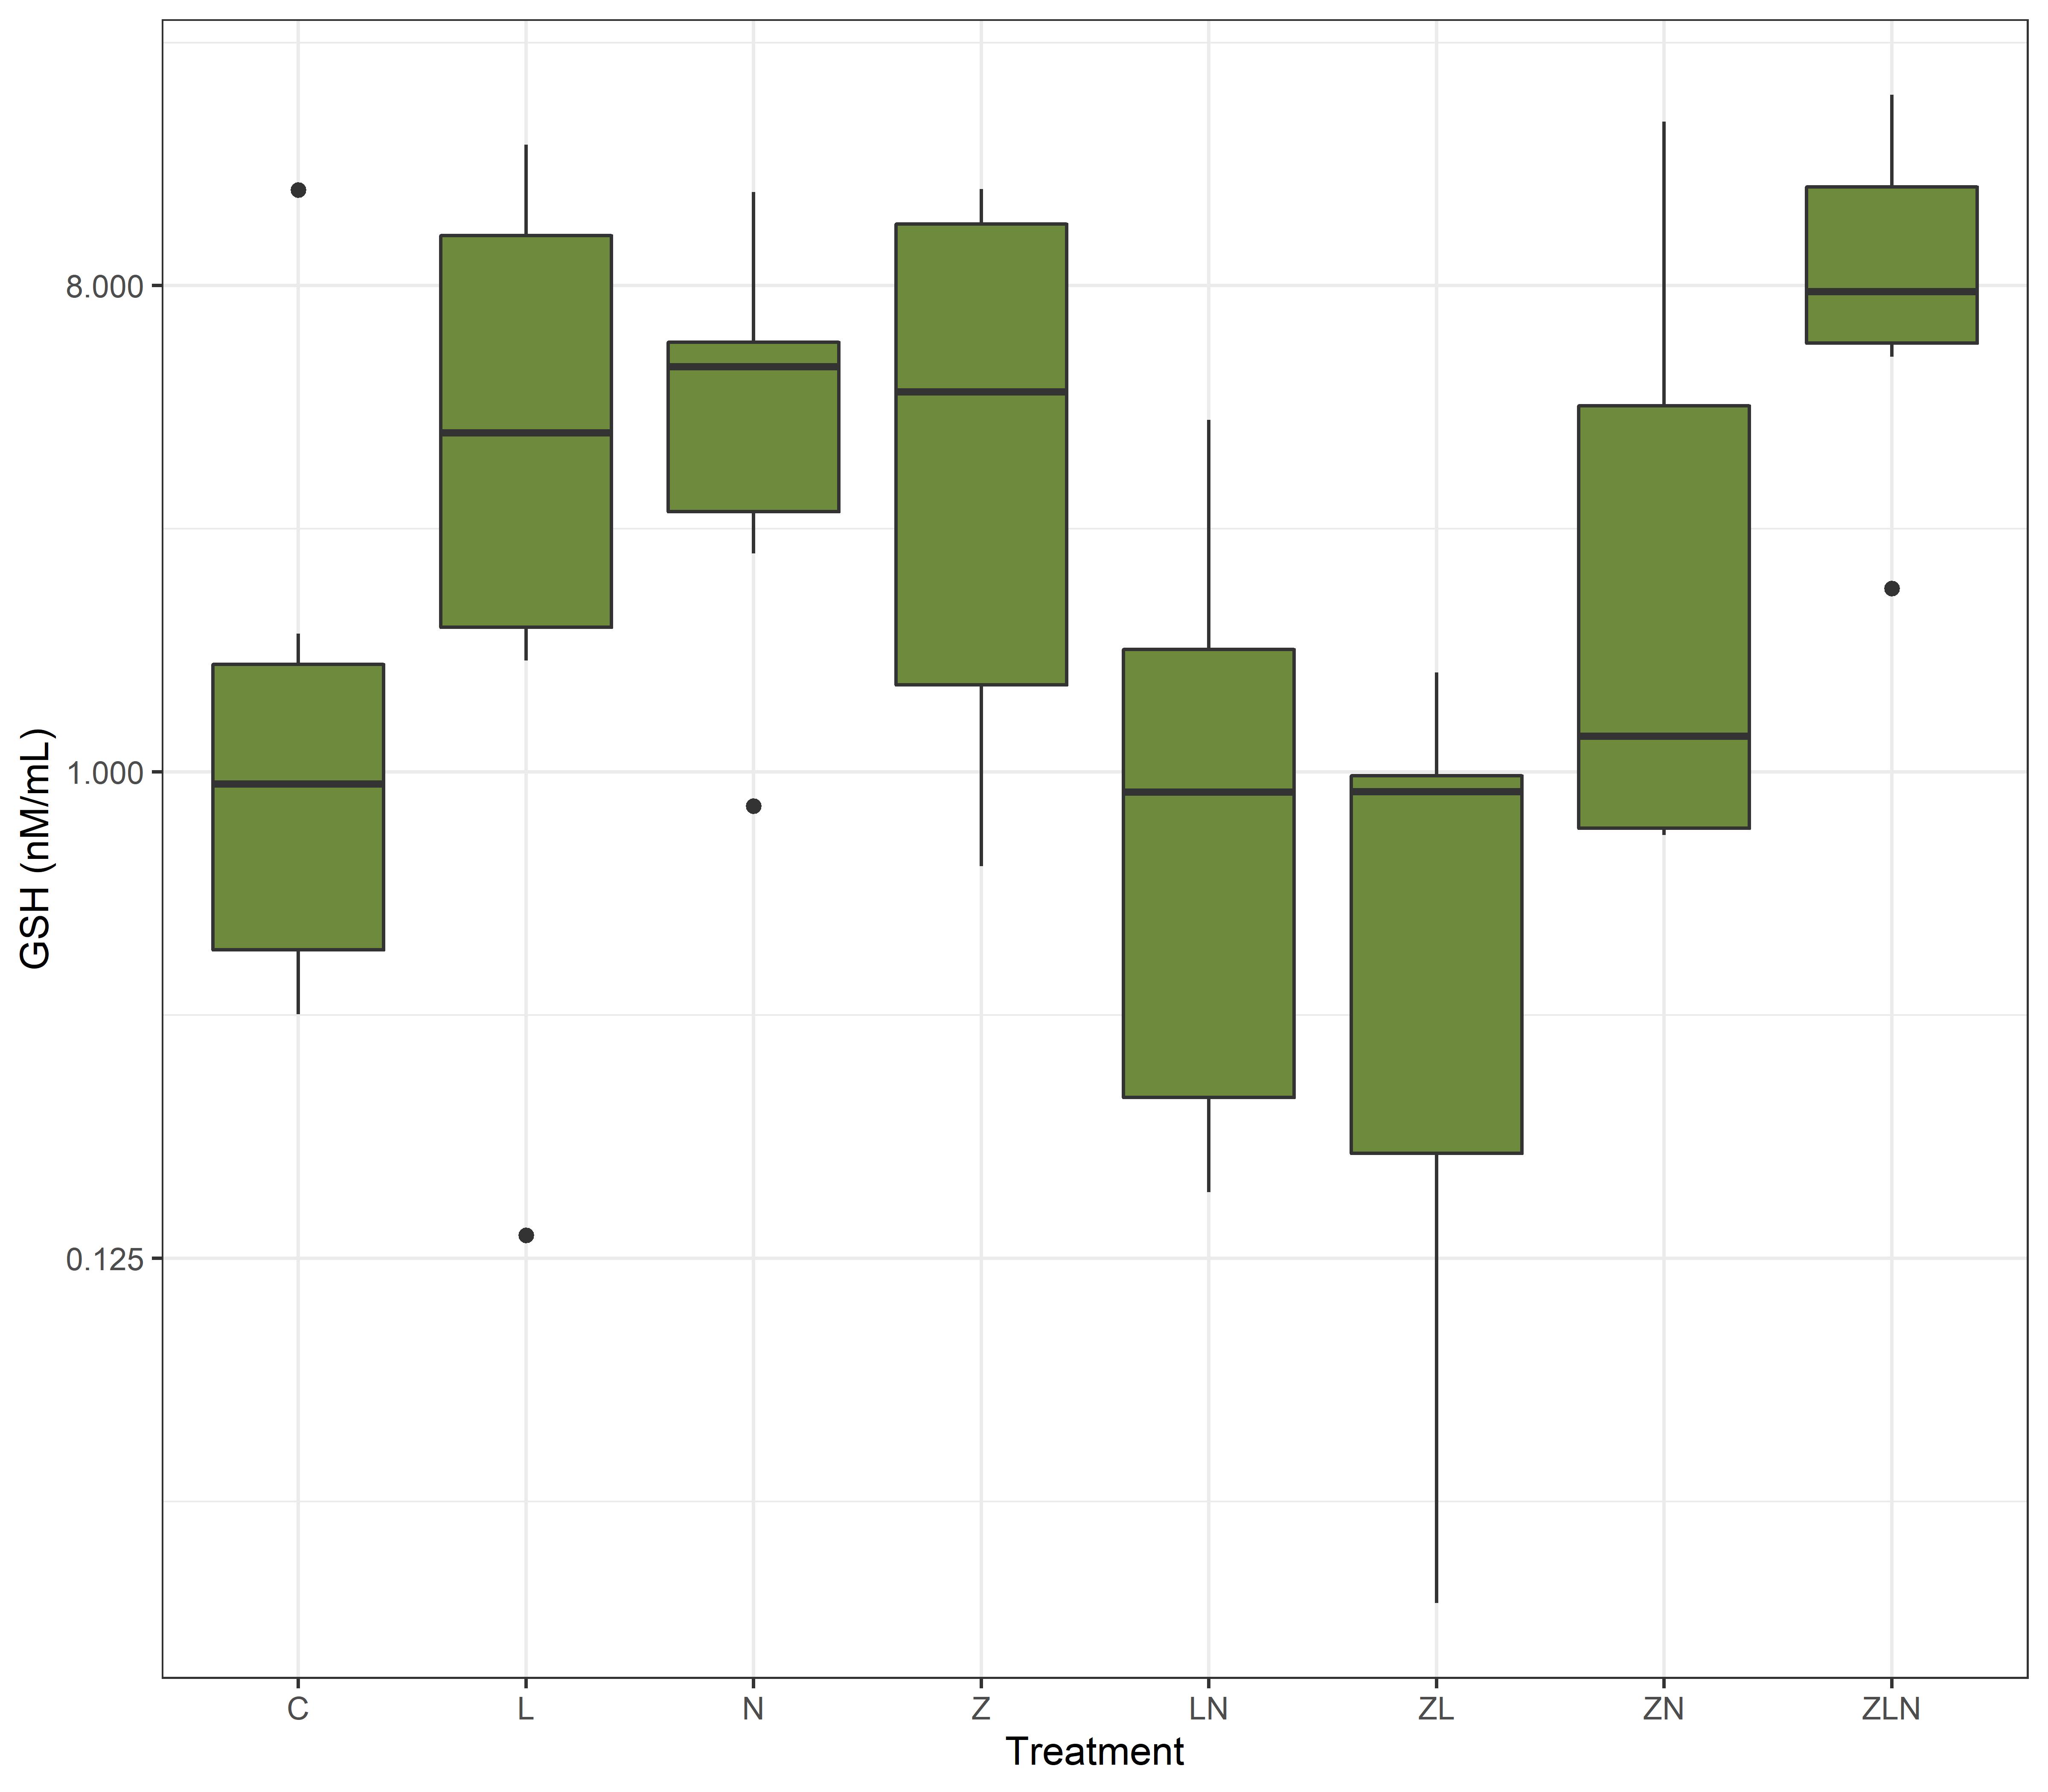 GSH (nM/mL)
8.000
1.000
0.125
C L N Z LN ZL ZN ZLN
Treatment